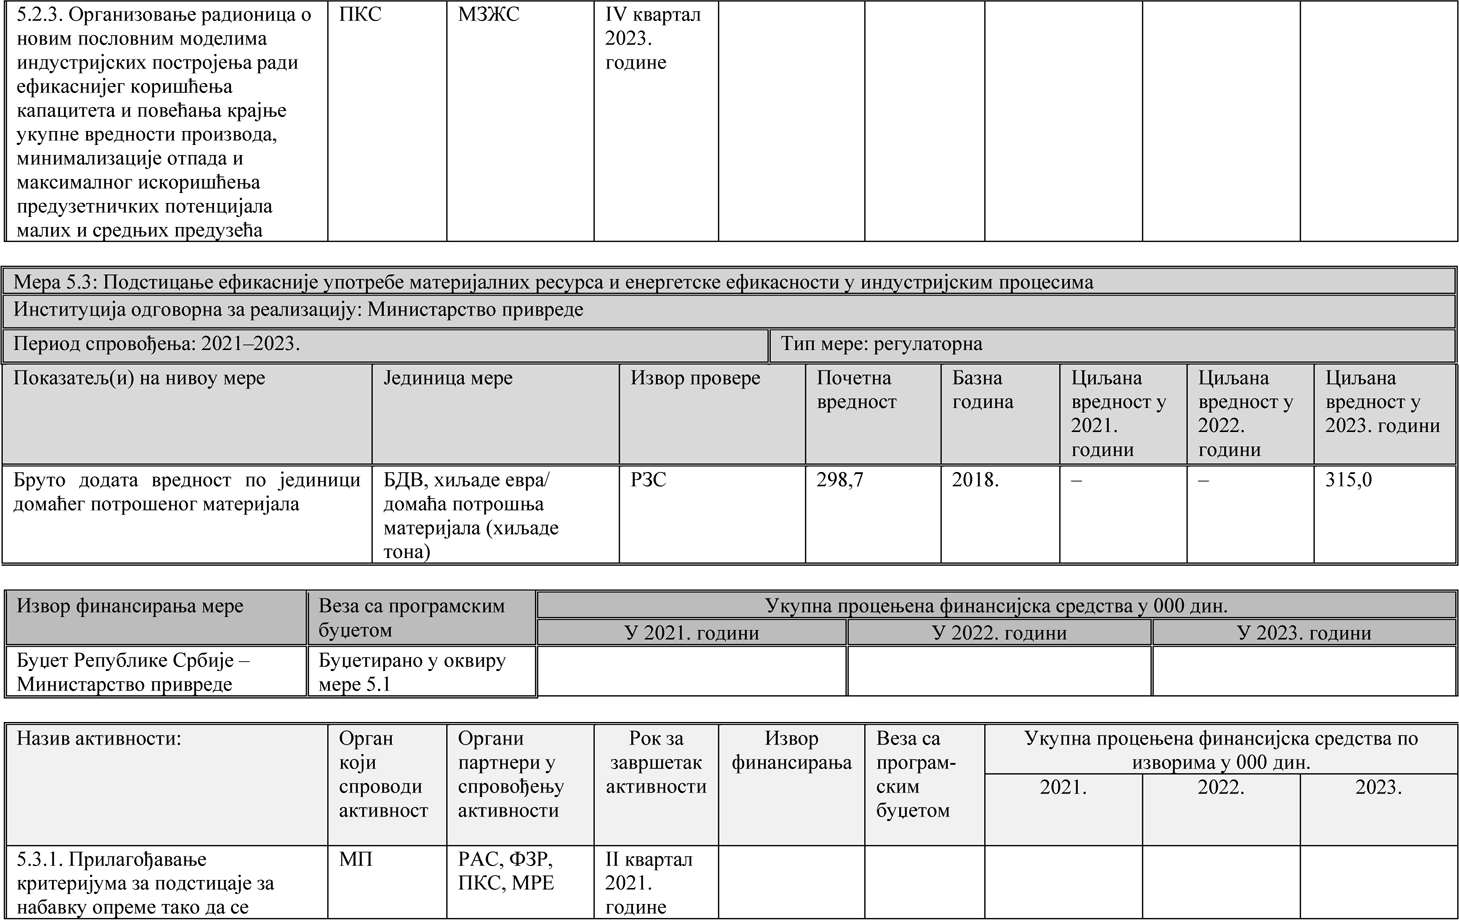 5.2.3. Организовање радионица о
новим пословним моделима
индустријских постројења ради
ефикаснијег коришћења
капацитета и повећања крајње
укупне вредности производа,
минимализације отпада и
максималног искоришћења
предузетничких потенцијала
малих и средњих предузећа
ПКС
МЗЖС
IV квартал
2023.
године
Мера 5.3: Подстицање ефикасније употребе материјалних ресурса и енергетске ефикасности у индустријским процесима
Институција одговорна за реализацију: Министарство привреде
Период спровођења: 2021–2023.
Тип мере: регулаторна
Показатељ(и) на нивоу мере
Јединица мере
Извор провере
Почетна
вредност
Базна
година
Циљана
вредност у
2021.
години
Циљана
вредност у
2022.
години
Циљана
вредност у
2023. години
Бруто додата вредност по јединици
домаћег потрошеног материјала
БДВ, хиљаде евра/
домаћа потрошња
материјала (хиљаде
тона)
РЗС
298,7
2018.
–
–
315,0
Извор финансирања мере
Веза са програмским
буџетом
Укупна процењена финансијска средства у 000 дин.
У 2021. години
У 2022. години
У 2023. години
Буџет Републике Србије –
Министарство привреде
Буџетирано у оквиру
мере 5.1
Назив активности:
Орган
који
спроводи
активност
Органи
партнери у
спровођењу
активности
Рок за
завршетак
активности
Извор
финансирања
Веза са
програм-
ским
буџетом
Укупна процењена финансијска средства по
изворима у 000 дин.
2021.
2022.
2023.
5.3.1. Прилагођавање
критеријума за подстицаје за
набавку опреме тако да се
МП
РАС, ФЗР,
ПКС, МРЕ
II квартал
2021.
године